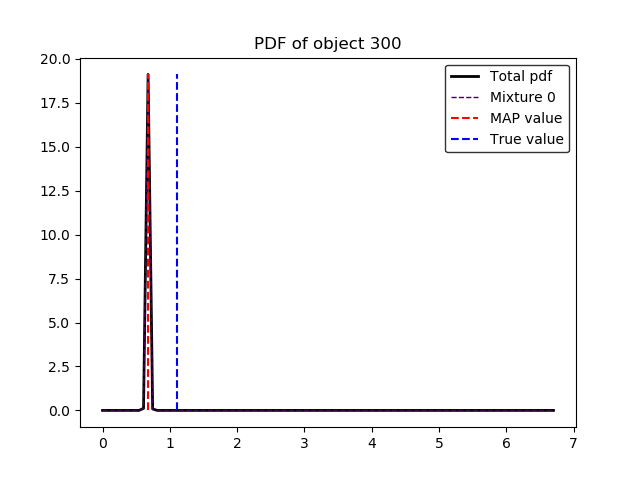 PDF of object 300
20.0
17.5
15.0
12.5
10.0
7.5
5.0
2.5
0.0
0 1 2 3 4 5 6 7
Total pdf
Mixture 0
MAP value
True value